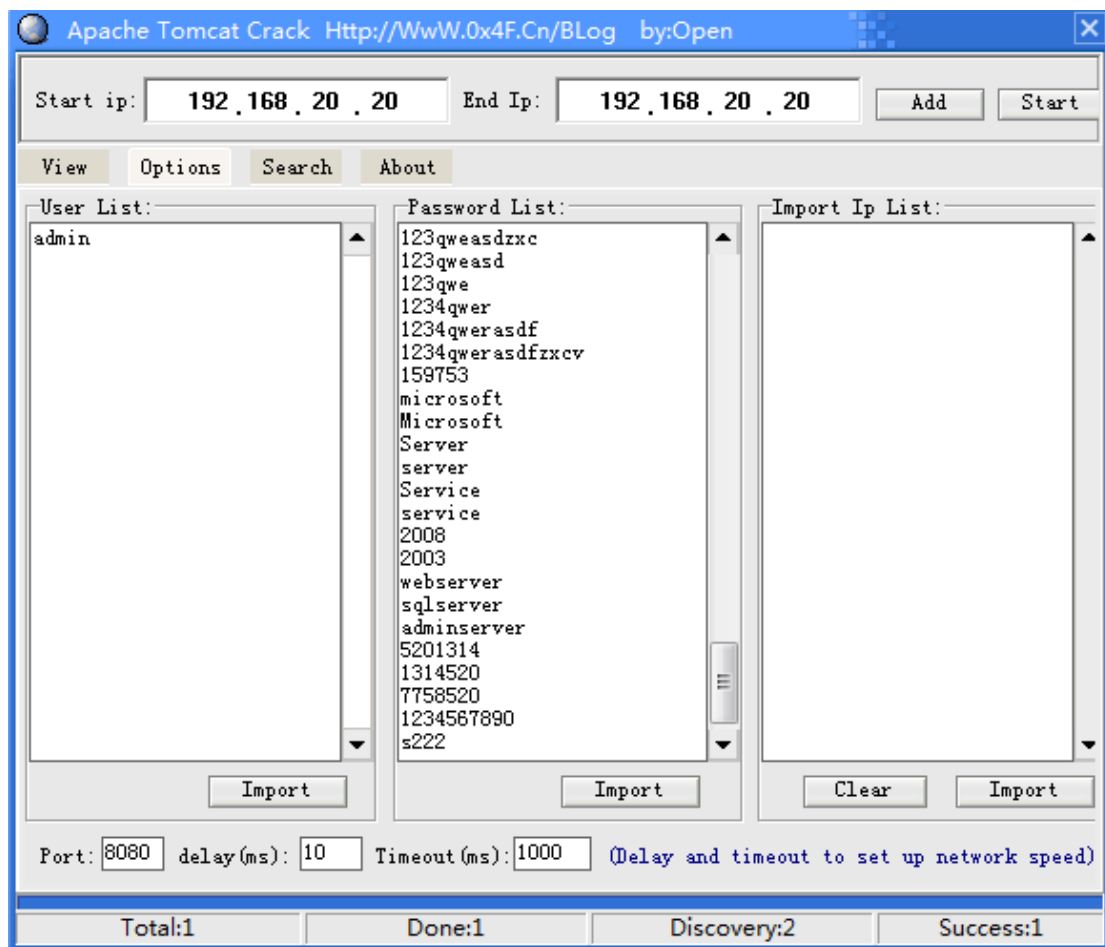 Apache Tomcat Crack Http://WwW.0x4F.Cn/BLog by:Open
Start ip: 192 . 168 . 20 . 20 End Ip: 192 . 168 . 20 . 20 Add Start
View Options Search About
User List:
admin
Import
Password List:
123qweasdzxc
123qweasd
123qwe
1234qwer
1234qwerasdf
1234qwerasdfzxcv
159753
microsoft
Microsoft
Server
server
Service
service
2008
2003
webserver
sqlserver
adminserver
5201314
1314520
7758520
1234567890
s222
Import
Import Ip List:
Clear Import
Port: 8080 delay(ms): 10 Timeout(ms): 1000 (Delay and timeout to set up network speed)
Total:1 Done:1 Discovery:2 Success:1